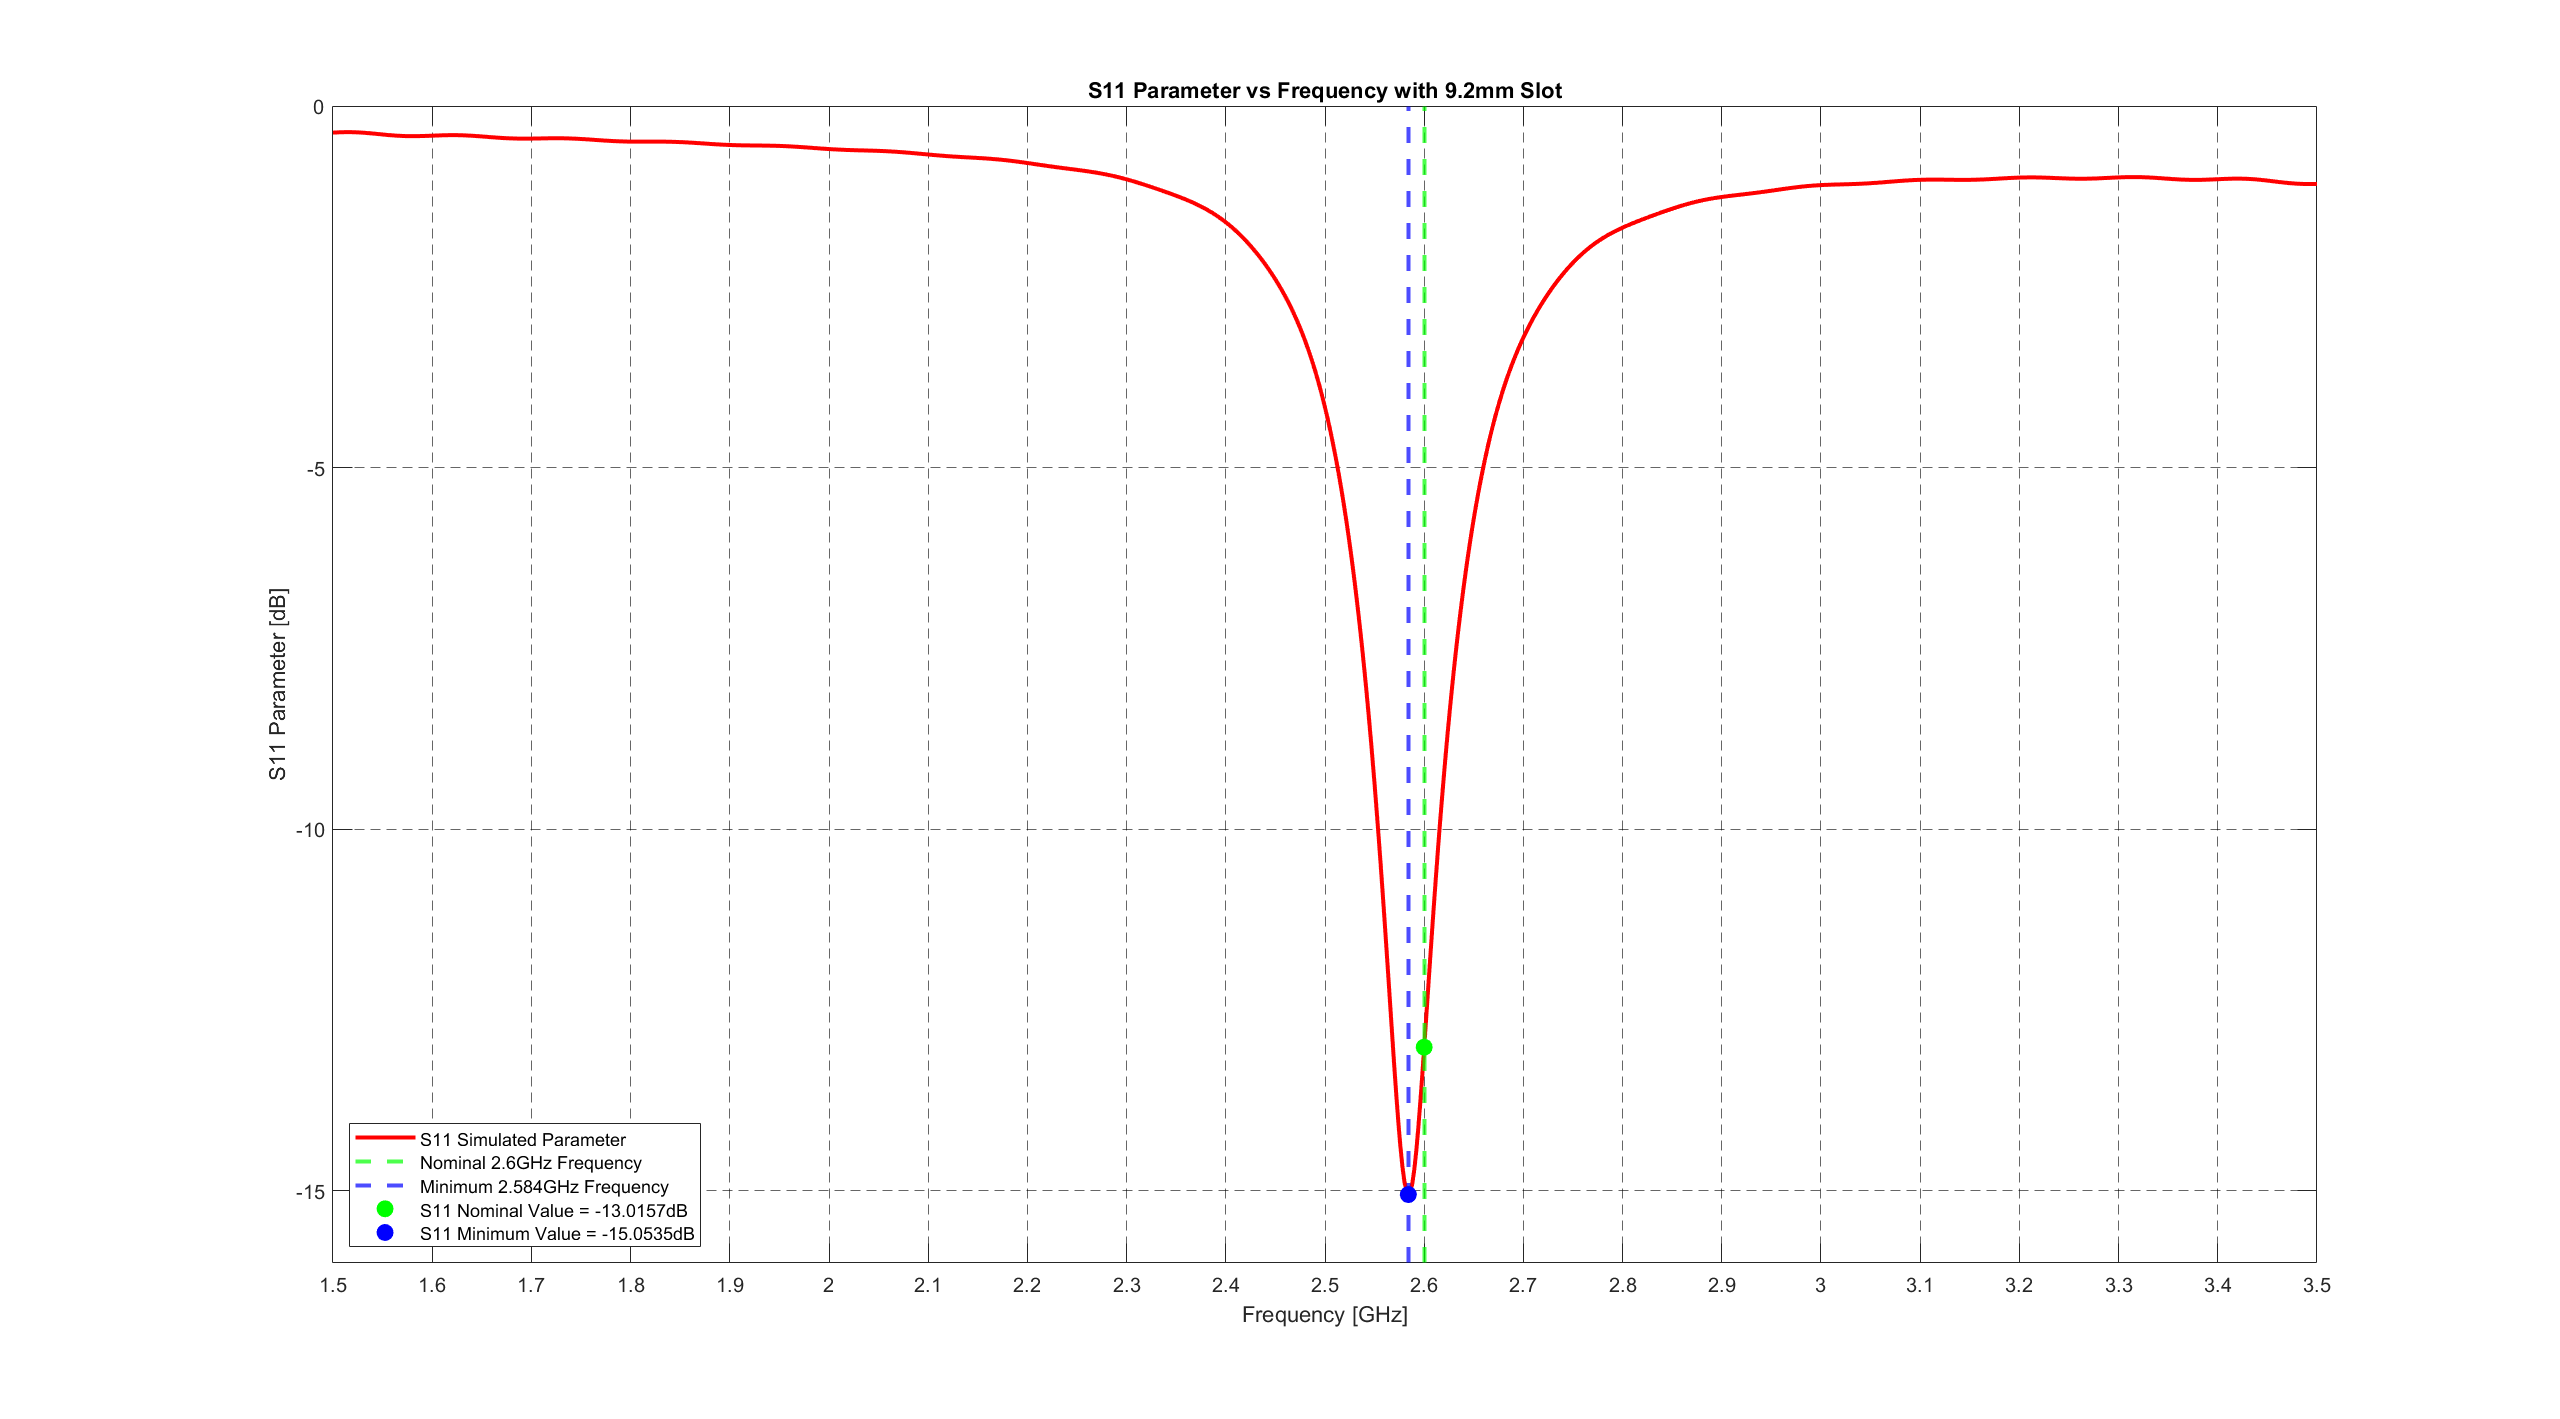 S11 Parameter vs Frequency with 9.2mm Slot
0
-5
-10
-15
S11 Parameter [dB]
S11 Simulated Parameter
Nominal 2.6GHz Frequency
Minimum 2.584GHz Frequency
S11 Nominal Value = -13.0157dB
S11 Minimum Value = -15.0535dB
1.5 1.6 1.7 1.8 1.9 2 2.1 2.2 2.3 2.4 2.5 2.6 2.7 2.8 2.9 3 3.1 3.2 3.3 3.4 3.5
Frequency [GHz]